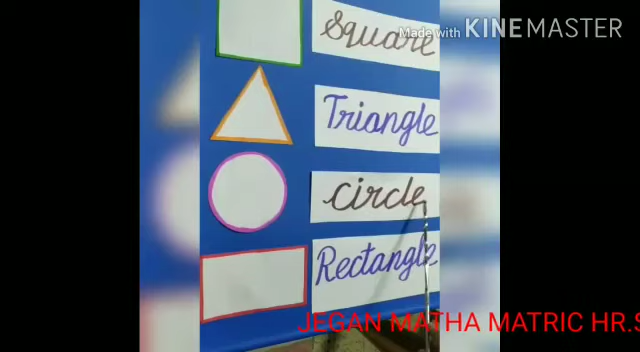 Made with KINEMASTER
Square
Triangle
circle
Rectangle
JEGAN MATHA MATRIC HR.S